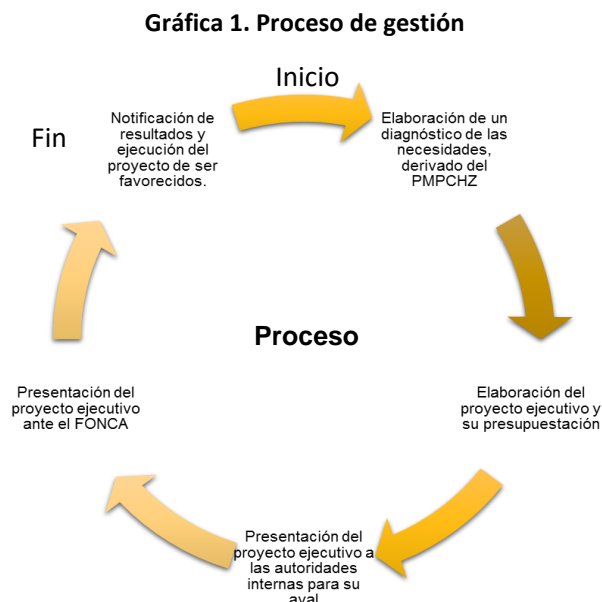 Gráfica 1. Proceso de gestión
Inicio
Fin
Notificación de
resultados y
ejecución del
proyecto de ser
favorecidos.
Elaboración de un
diagnóstico de las
necesidades,
derivado del
PMPCHZ
Proceso
Elaboración del
proyecto ejecutivo y
su presupuestación
Presentación del
proyecto ejecutivo a
las autoridades
internas para su
aval
Presentación del
proyecto ejecutivo
ante el FONCA